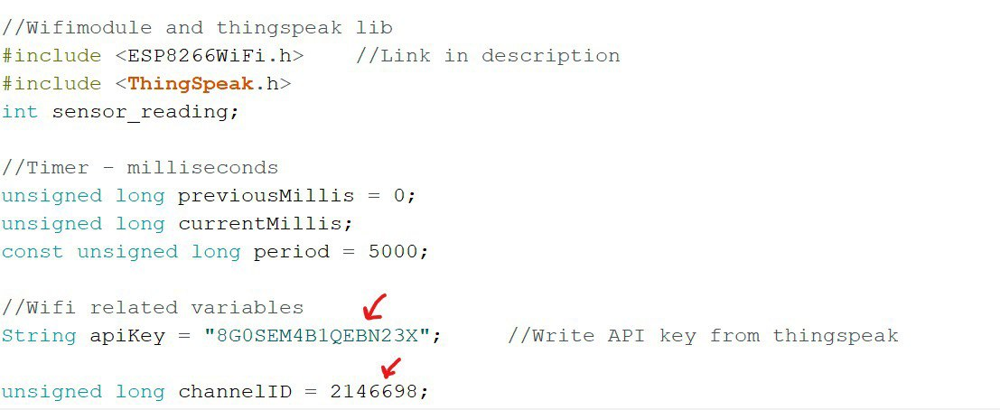 //Wifimodule and thingspeak lib
#include <ESP8266WiFi.h>    //Link in description
#include <ThingSpeak.h>
int sensor_reading;
//Timer - milliseconds
unsigned long previousMillis = 0;
unsigned long currentMillis;
const unsigned long period = 5000;
//Wifi related variables
String apiKey = "8G0SEM4B1QEBN23X";     //Write API key from thingspeak
unsigned long channelID = 2146698;